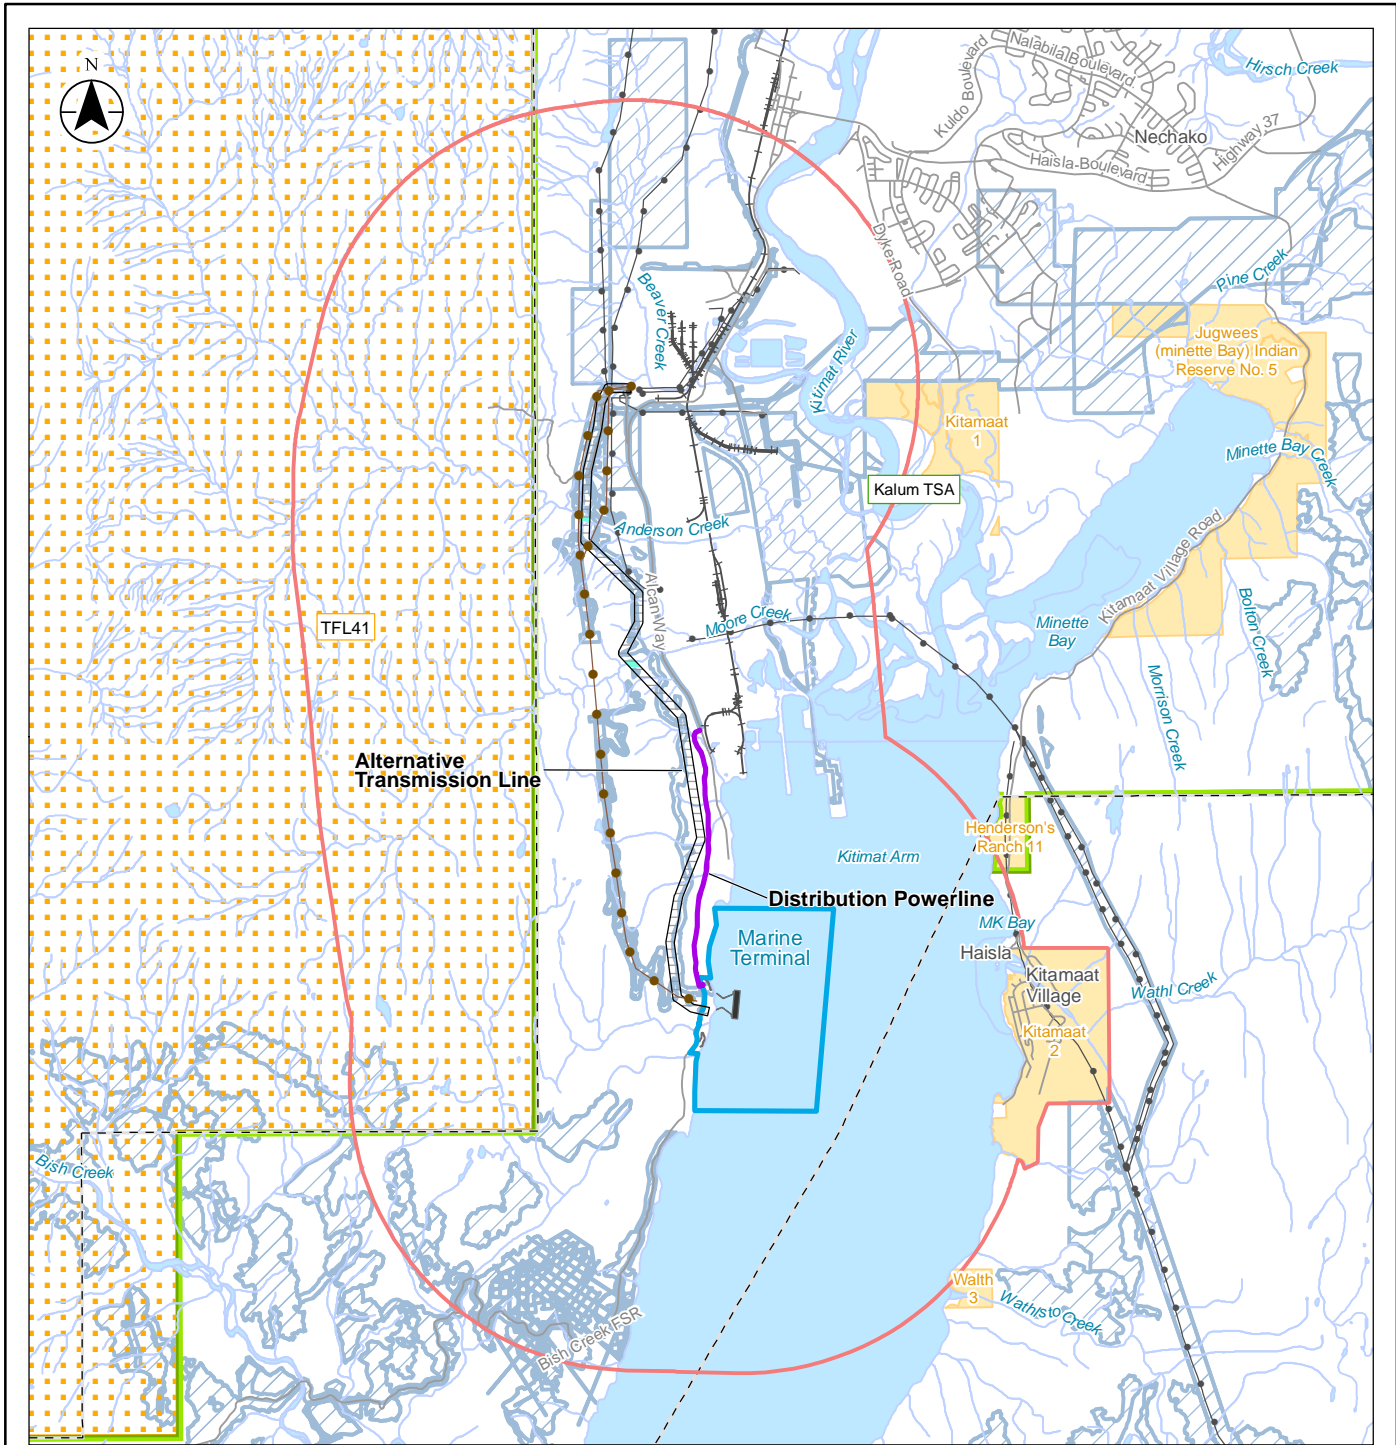 N
Nalabila Boulevard
Kuldo Boulevard
Hirsch Creek
Nechako
Highway 37
Haisla Boulevard
Dyke Road
Pine Creek
Beaver Creek
Kitimat River
Jugwees
(minette Bay) Indian
Reserve No. 5
Kitamaat
1
Minette Bay Creek
Kalum TSA
Anderson Creek
Kitamaat Village Road
Alcan Way
Moore Creek
Bolton Creek
TFL41
Minette
Bay
Morrison Creek
Alternative
Transmission Line
Henderson's
Ranch 11
Kitimat Arm
Distribution Powerline
MK Bay
Marine
Terminal
Haisla
Kitamaat
Village
Wathl Creek
Kitamaat
2
Bish Creek
Walth
3
Wathlsto Creek
Bish Creek FSR